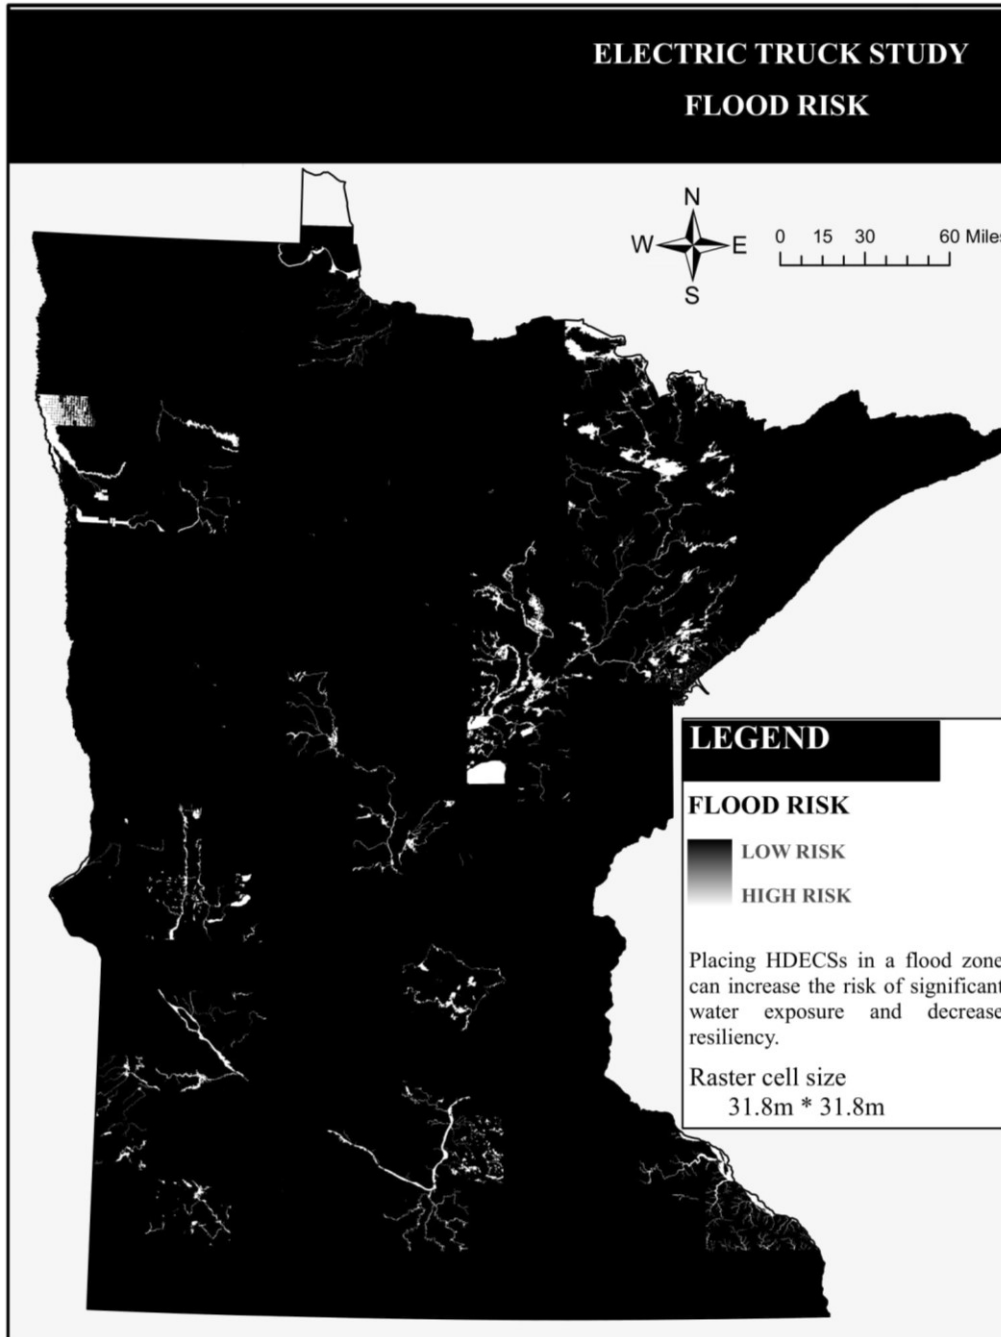 ELECTRIC TRUCK STUDY
FLOOD RISK
N
W E
S
0 15 30 60 Miles
LEGEND
FLOOD RISK
LOW RISK
HIGH RISK
Placing HDECSs in a flood zone
can increase the risk of significant
water exposure and decrease
resiliency.
Raster cell size
31.8m * 31.8m